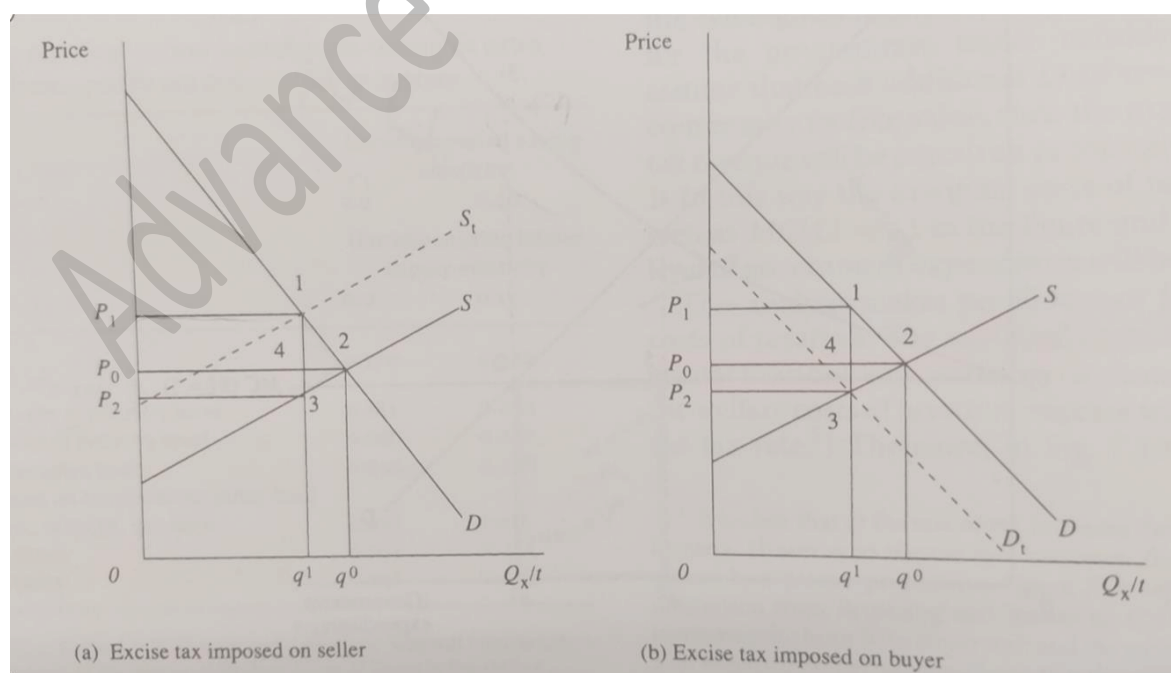 Advance
Price
S_t
1
S
P_1
4
2
P_0
P_2
3
D
0
q^1 q^0
Q_x/t
(a) Excise tax imposed on seller
Price
1
S
P_1
4
2
P_0
P_2
3
D
D_t
0
q^1
q^0
Q_x/t
(b) Excise tax imposed on buyer